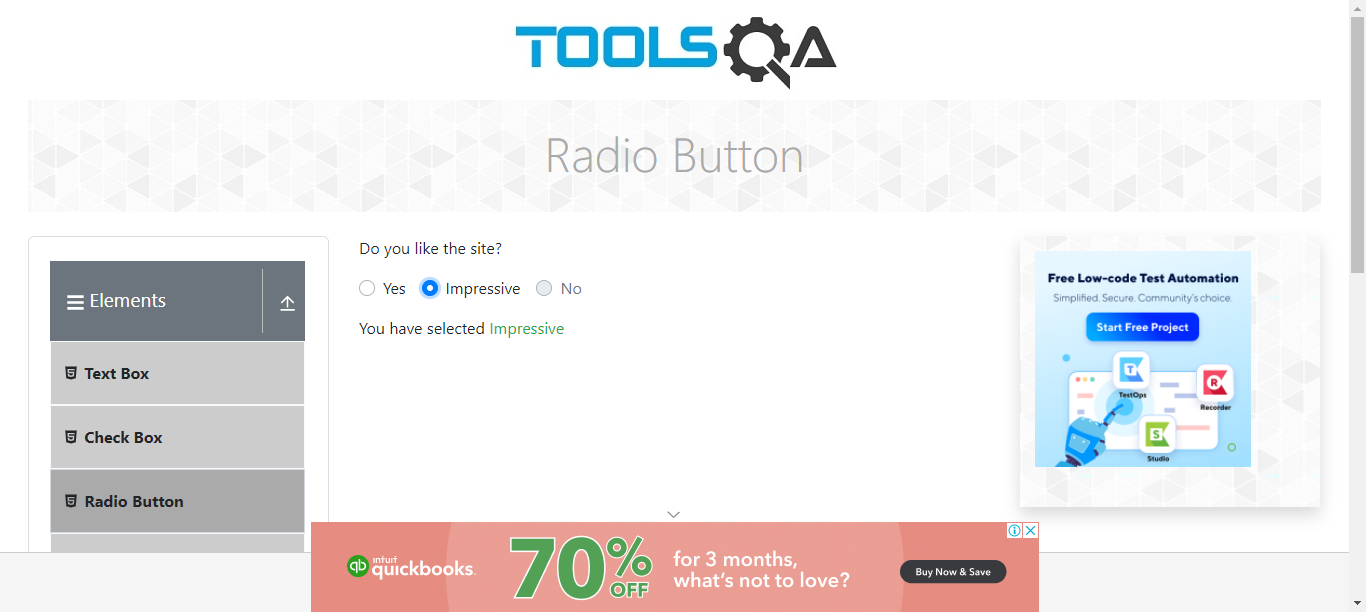 TOOLSQA
Radio Button
Elements
Text Box
Check Box
Radio Button
Do you like the site?
Yes Impressive No
You have selected Impressive
Free Low-code Test Automation
Simplified. Secure. Community's choice.
Start Free Project
T
TestOps
R
Recorder
S
Studio
qb intuit
quickbooks.
70% OFF
for 3 months,
what's not to love?
Buy Now & Save